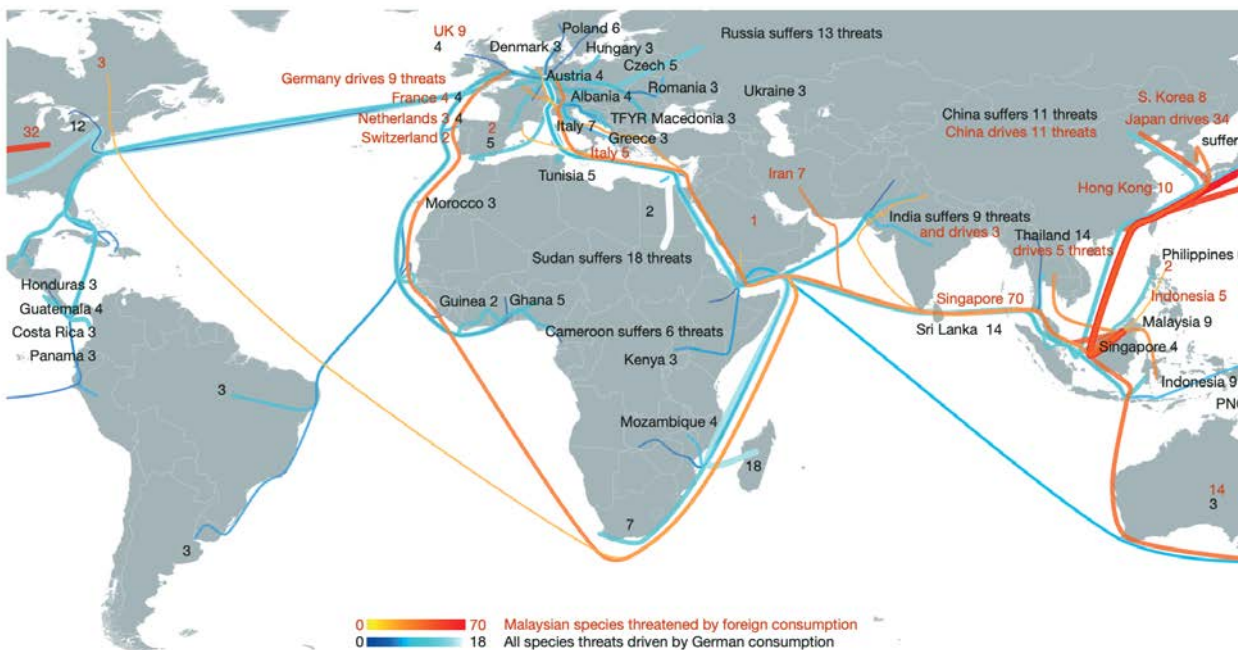 Poland 6
UK 9
4
Denmark 3
Hungary 3
Russia suffers 13 threats
Czech 5
3
Germany drives 9 threats
Austria 4
Romania 3
Ukraine 3
France 4 4
Albania 4
S. Korea 8
China suffers 11 threats
Japan drives 34
Netherlands 3 4
TFYR Macedonia 3
China drives 11 threats
32
12
Switzerland 2
2
5
Italy 7
Greece 3
suffer
Italy 5
Tunisia 5
Iran 7
Hong Kong 10
Morocco 3
2
1
India suffers 9 threats
and drives 3
Thailand 14
drives 5 threats
Philippines
2
Sudan suffers 18 threats
Honduras 3
Guatemala 4
Guinea 2
Ghana 5
Singapore 70
Indonesia 5
Costa Rica 3
Cameroon suffers 6 threats
Sri Lanka 14
Malaysia 9
Panama 3
Kenya 3
Singapore 4
3
Indonesia 9
PN
Mozambique 4
18
14
3
7
3
0 70 Malaysian species threatened by foreign consumption
0 18 All species threats driven by German consumption